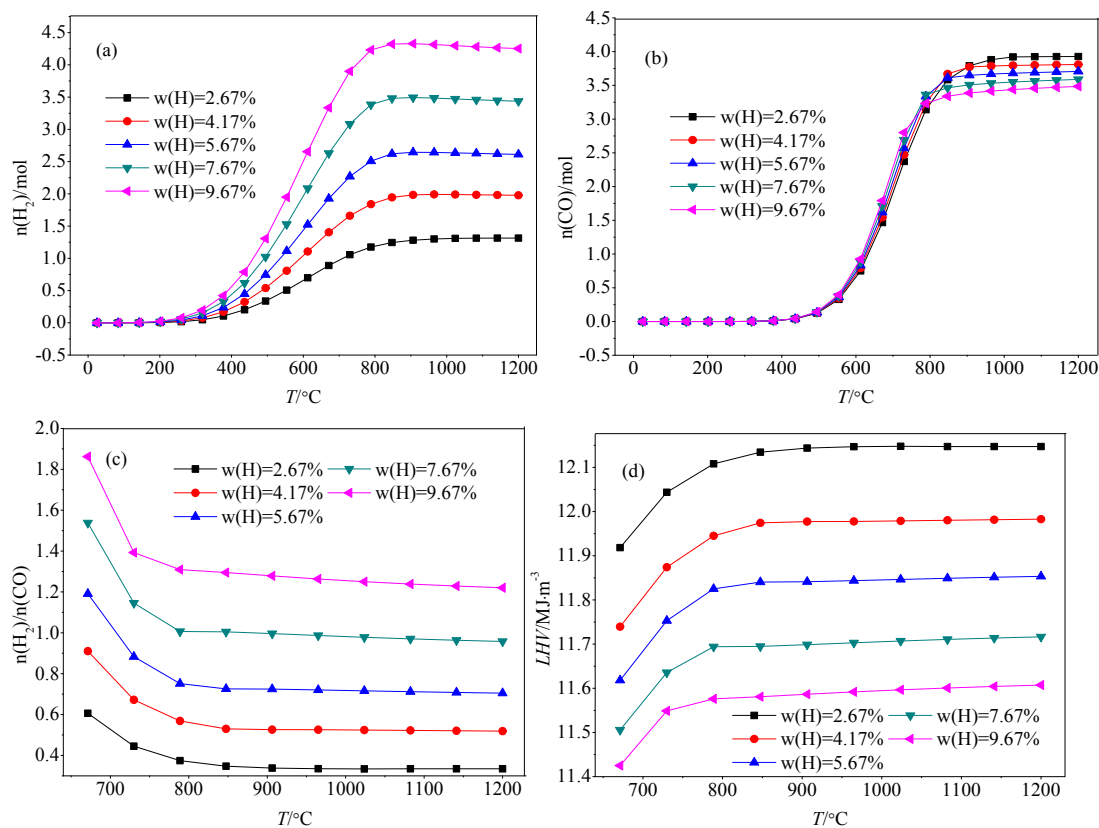 (a)
w(H)=2.67%
w(H)=4.17%
w(H)=5.67%
w(H)=7.67%
w(H)=9.67%
n(H₂)/mol
4.5
4.0
3.5
3.0
2.5
2.0
1.5
1.0
0.5
0.0
-0.5
0 200 400 600 800 1000 1200
T/°C
(b)
w(H)=2.67%
w(H)=4.17%
w(H)=5.67%
w(H)=7.67%
w(H)=9.67%
n(CO)/mol
4.5
4.0
3.5
3.0
2.5
2.0
1.5
1.0
0.5
0.0
-0.5
0 200 400 600 800 1000 1200
T/°C
(c)
w(H)=2.67% w(H)=7.67%
w(H)=4.17% w(H)=9.67%
w(H)=5.67%
n(H₂)/n(CO)
2.0
1.8
1.6
1.4
1.2
1.0
0.8
0.6
0.4
700 800 900 1000 1100 1200
T/°C
(d)
LHV/MJ·m⁻³
12.1
12.0
11.9
11.8
11.7
11.6
11.5
11.4
w(H)=2.67% w(H)=7.67%
w(H)=4.17% w(H)=9.67%
w(H)=5.67%
700 800 900 1000 1100 1200
T/°C